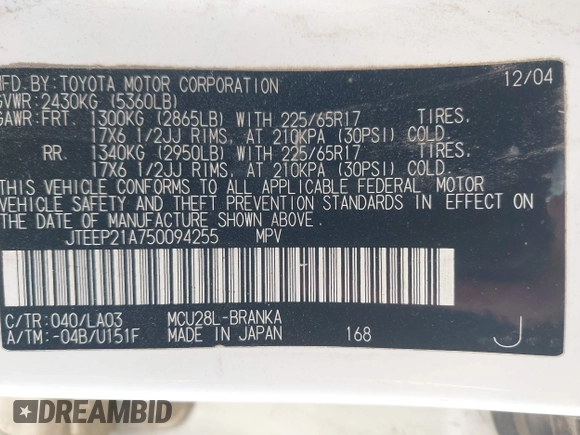 MFD.BY:TOYOTA MOTOR CORPORATION 12/04
GVWR:2430KG (5360LB)
GAWR:FRT. 1300KG (2865LB) WITH 225/65R17 TIRES,
17X6 1/2JJ RIMS, AT 210KPA (30PSI) COLD.
RR. 1340KG (2950LB) WITH 225/65R17 TIRES,
17X6 1/2JJ RIMS, AT 210KPA (30PSI) COLD.
THIS VEHICLE CONFORMS TO ALL APPLICABLE FEDERAL MOTOR
VEHICLE SAFETY AND THEFT PREVENTION STANDARDS IN EFFECT ON
THE DATE OF MANUFACTURE SHOWN ABOVE.
JTEEP21A750094255 MPV
C/TR:040/LA03 MCU28L-BRANKA
A/TM:-04B/U151F MADE IN JAPAN 168 J
DREAMBID